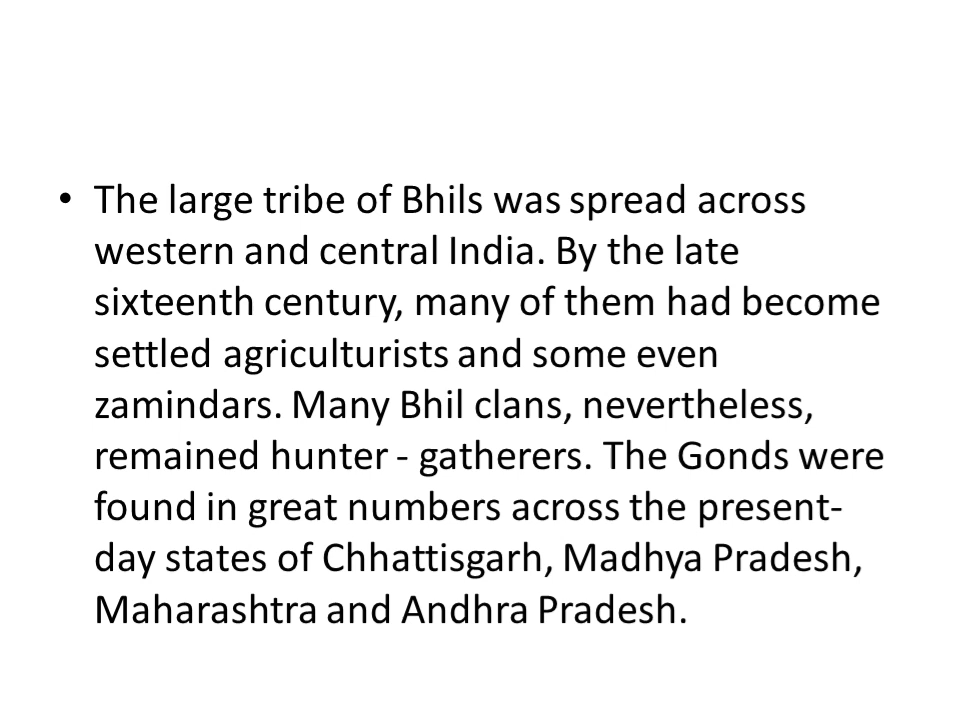 • The large tribe of Bhils was spread across
western and central India. By the late
sixteenth century, many of them had become
settled agriculturists and some even
zamindars. Many Bhil clans, nevertheless,
remained hunter - gatherers. The Gonds were
found in great numbers across the present-
day states of Chhattisgarh, Madhya Pradesh,
Maharashtra and Andhra Pradesh.